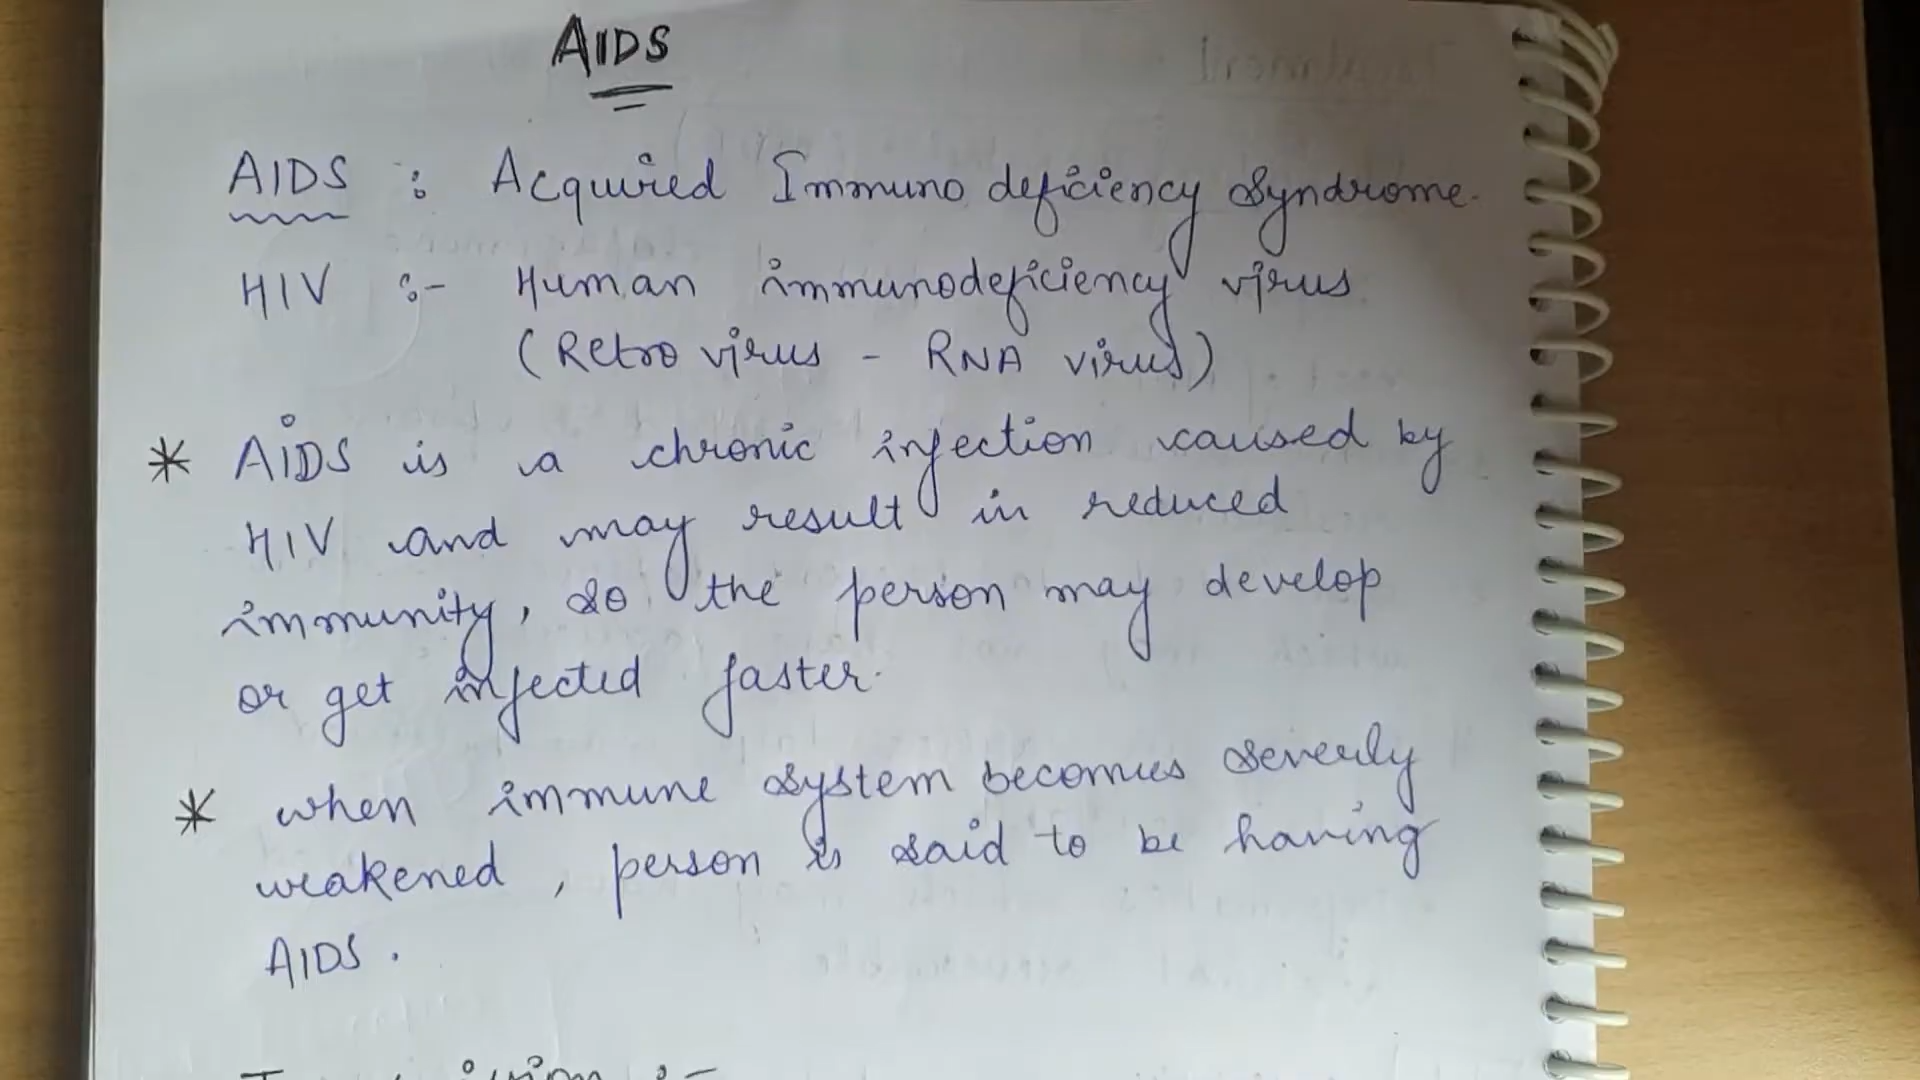 AIDS
AIDS : Acquired Immuno deficiency Syndrome.
HIV :- Human immunodeficiency virus
(Retro virus - RNA virus)
* AIDS is a chronic infection caused by
HIV and may result in reduced
immunity, so the person may develop
or get infected faster.
* when immune system becomes severly
weakened, person is said to be having
AIDS.